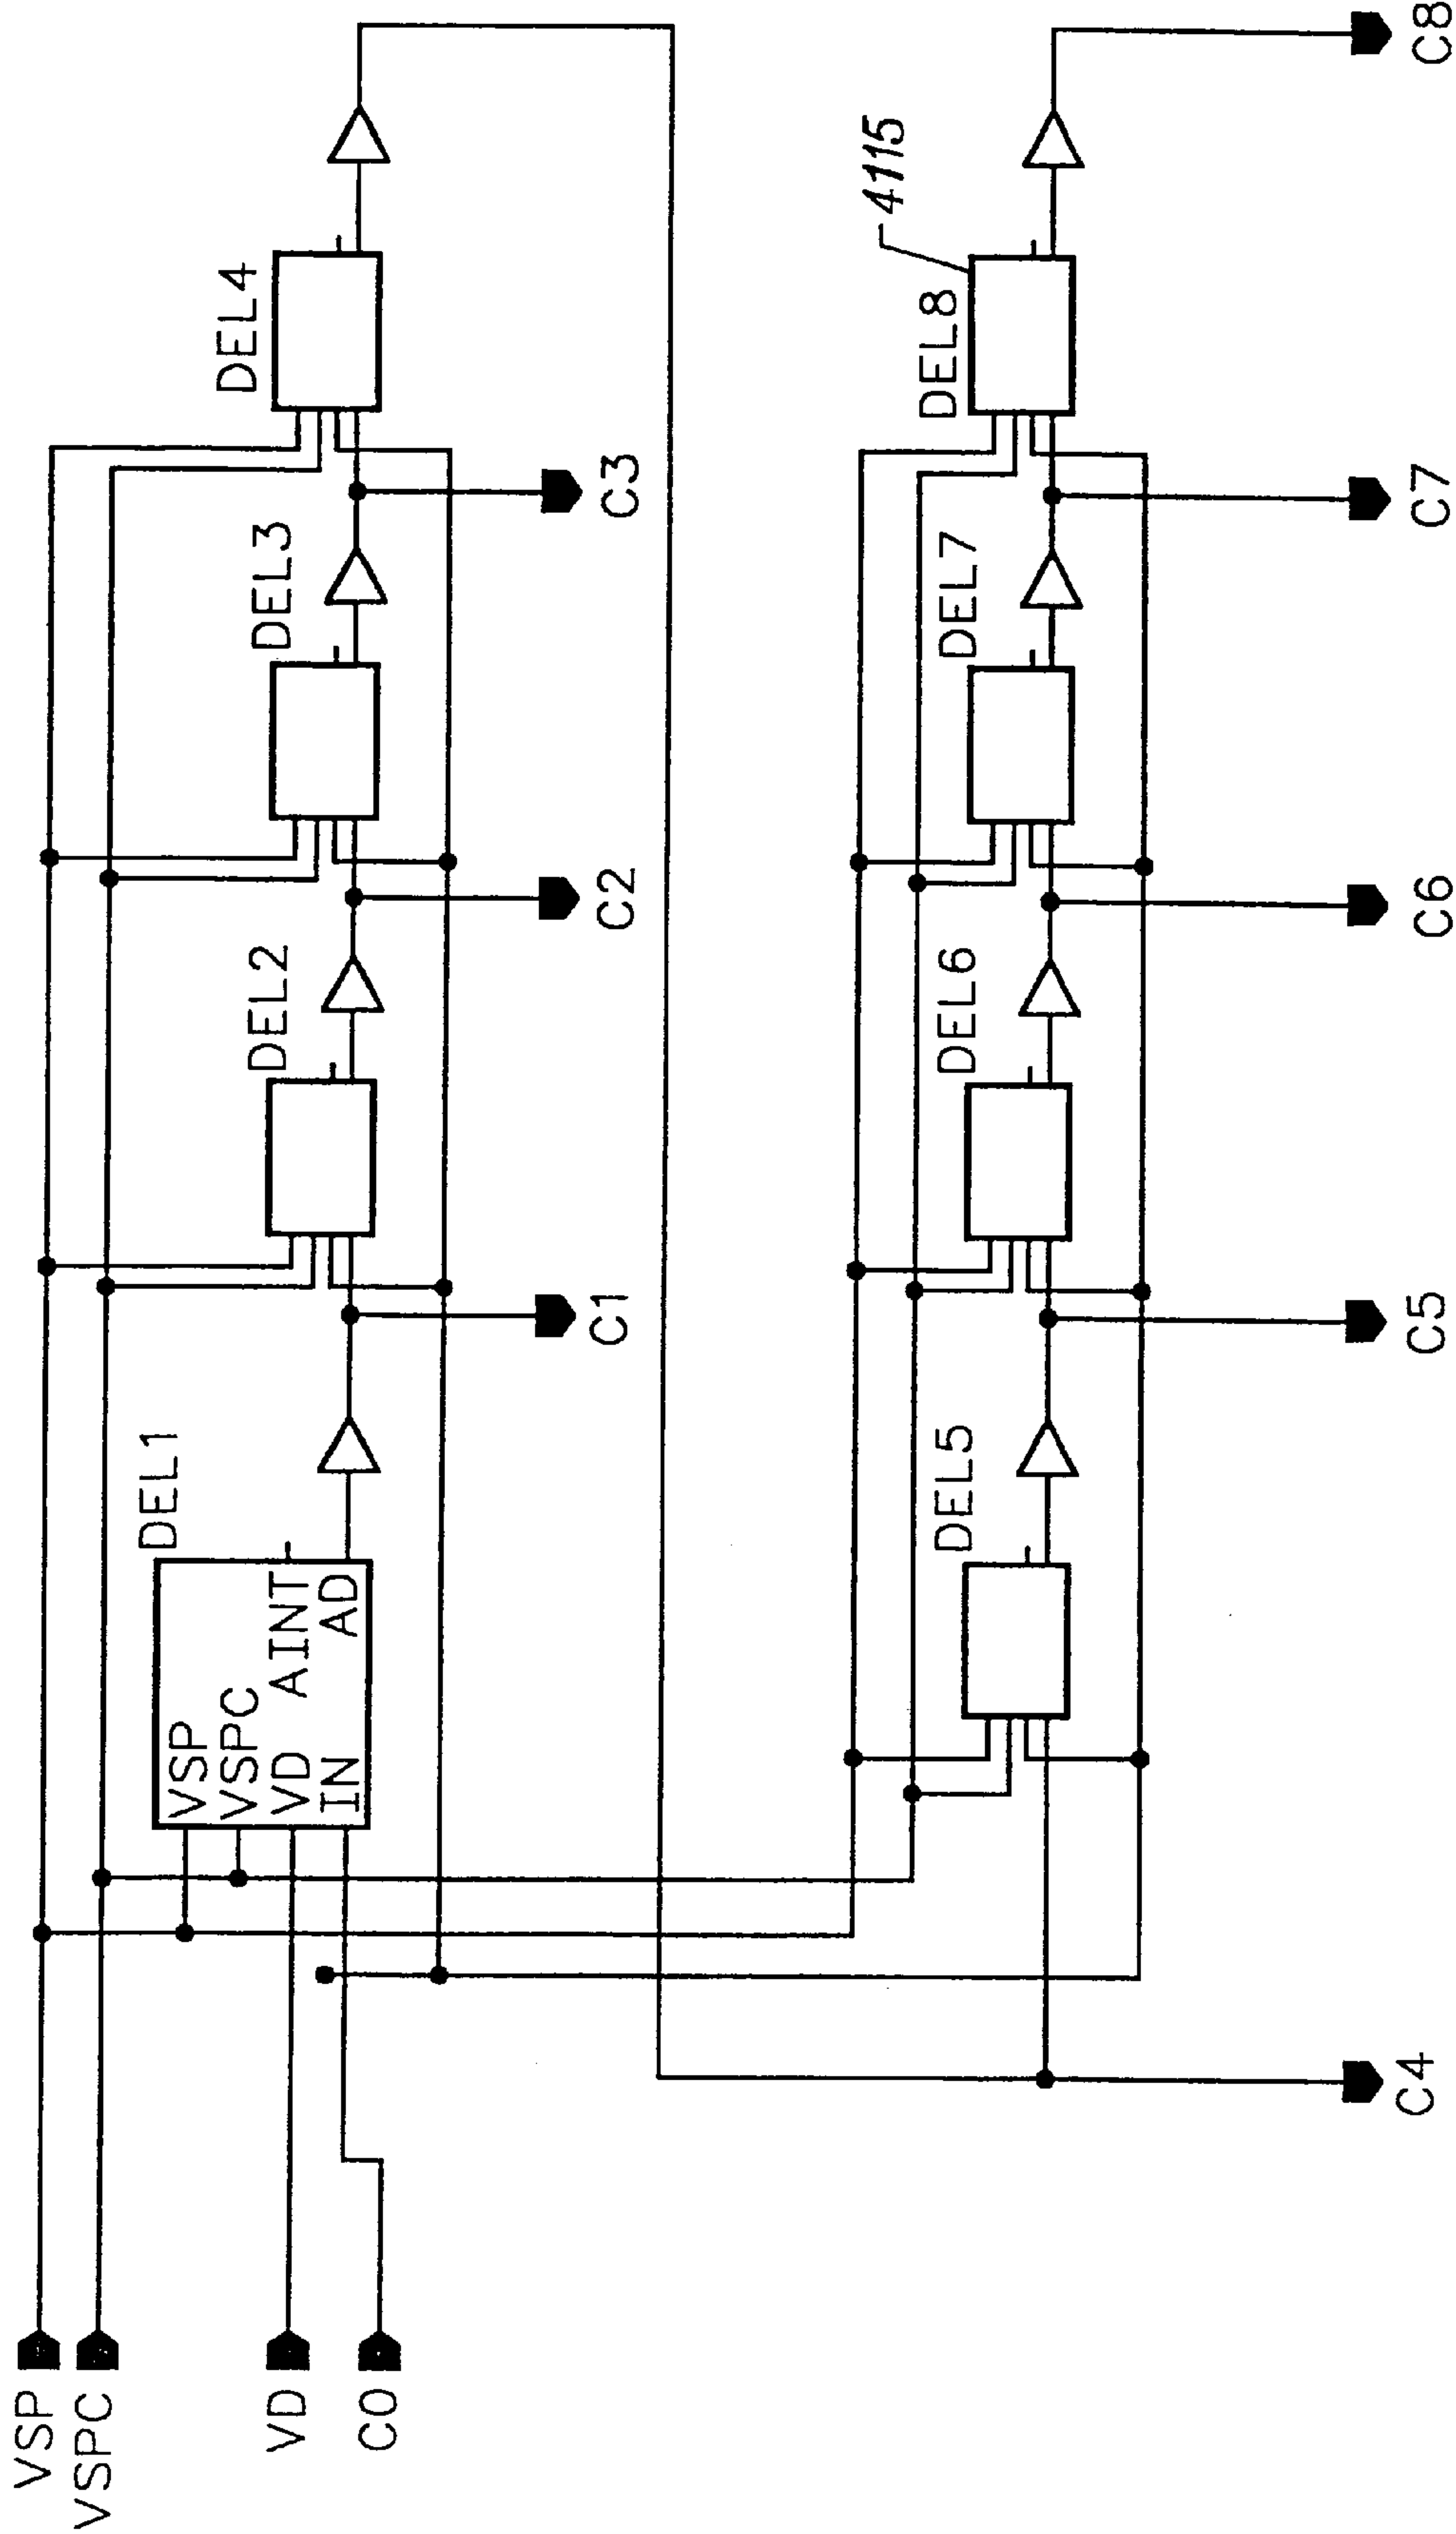 VSP
VSPC
VD
C0
DEL1
VSP
VSPC
VD AINT
IN AD
DEL2
DEL3
DEL4
C1
C2
C3
DEL5
DEL6
DEL7
DEL8
4115
C4
C5
C6
C7
C8